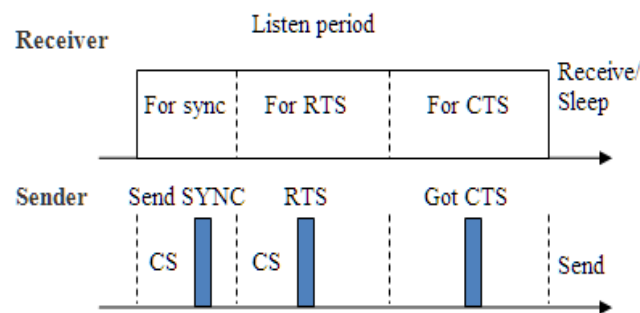 Listen period
Receiver
Receive/
Sleep
For sync
For RTS
For CTS
Sender
Send SYNC
RTS
Got CTS
CS
CS
Send